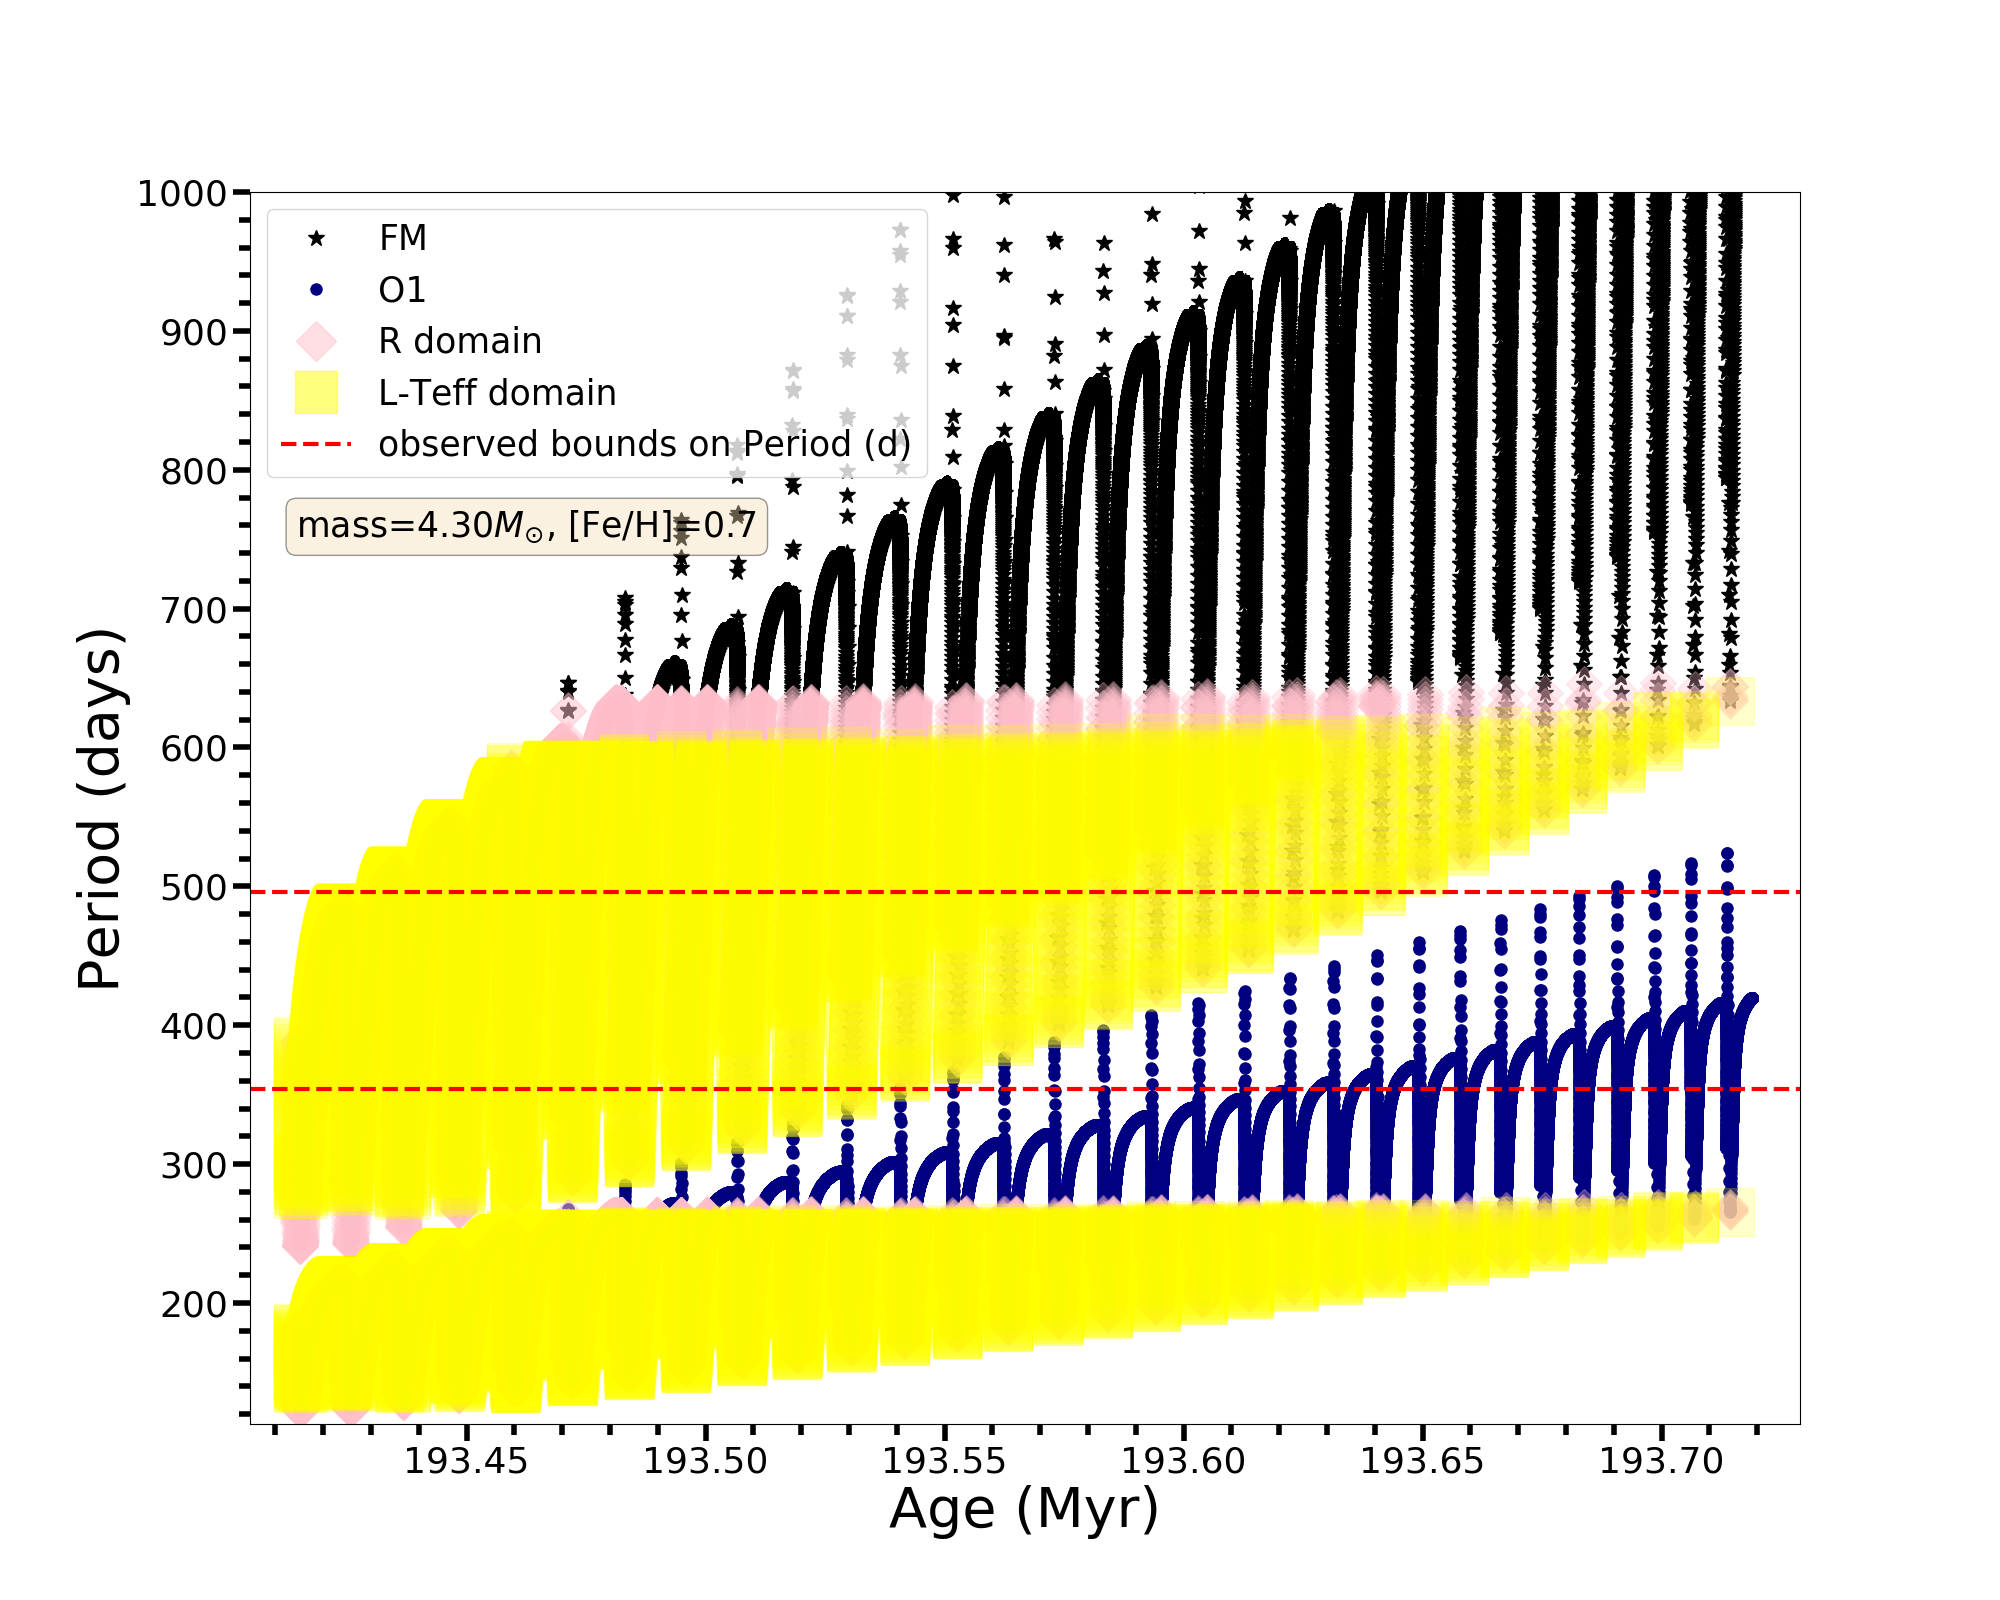 1000
900
800
700
600
500
400
300
200
Period (days)
FM
O1
R domain
L-Teff domain
observed bounds on Period (d)
mass=4.30M⊙, [Fe/H]=0.7
193.45 193.50 193.55 193.60 193.65 193.70
Age (Myr)